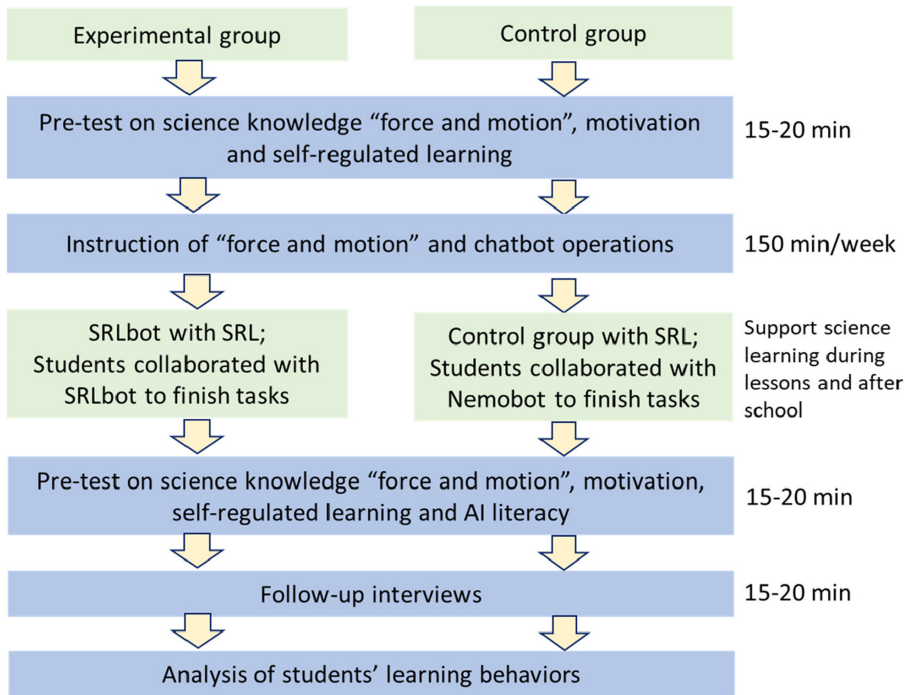 Experimental group
Control group
Pre-test on science knowledge “force and motion”, motivation
and self-regulated learning
15-20 min
Instruction of “force and motion” and chatbot operations
150 min/week
SRLbot with SRL;
Students collaborated with
SRLbot to finish tasks
Control group with SRL;
Students collaborated with
Nemobot to finish tasks
Support science
learning during
lessons and after
school
Pre-test on science knowledge “force and motion”, motivation,
self-regulated learning and AI literacy
15-20 min
Follow-up interviews
15-20 min
Analysis of students’ learning behaviors